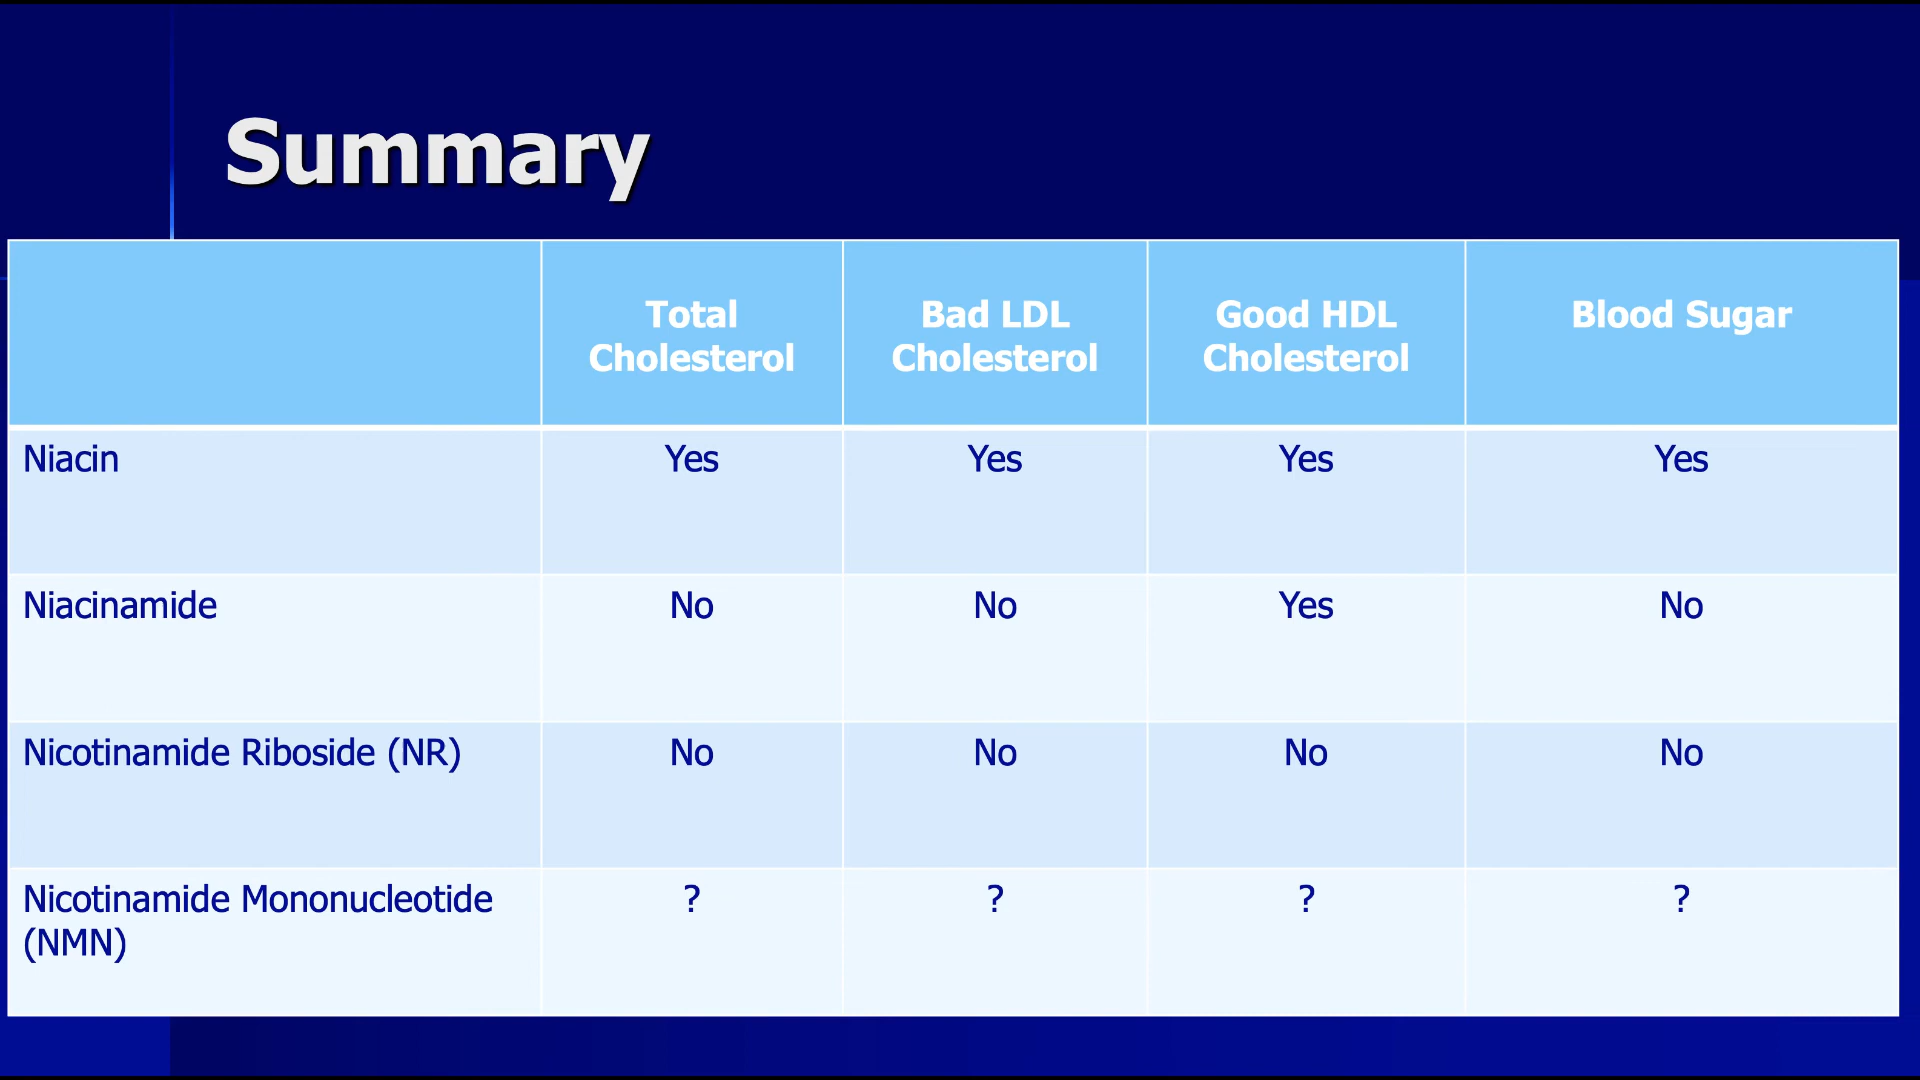 Summary
Total Cholesterol
Bad LDL Cholesterol
Good HDL Cholesterol
Blood Sugar
Niacin Yes Yes Yes Yes
Niacinamide No No Yes No
Nicotinamide Riboside (NR) No No No No
Nicotinamide Mononucleotide (NMN) ? ? ? ?